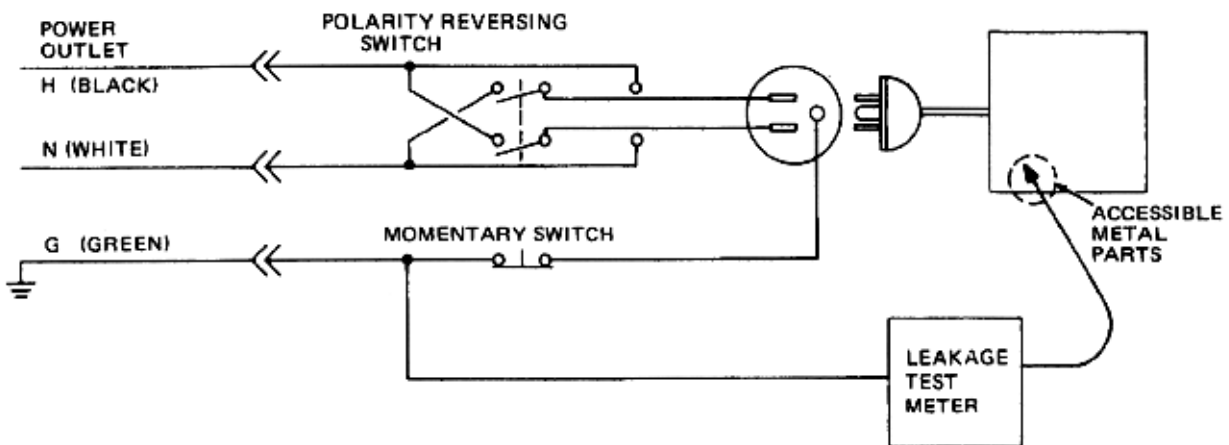 POWER
OUTLET
POLARITY REVERSING
SWITCH
H (BLACK)
N (WHITE)
G (GREEN)
MOMENTARY SWITCH
ACCESSIBLE
METAL
PARTS
LEAKAGE
TEST
METER